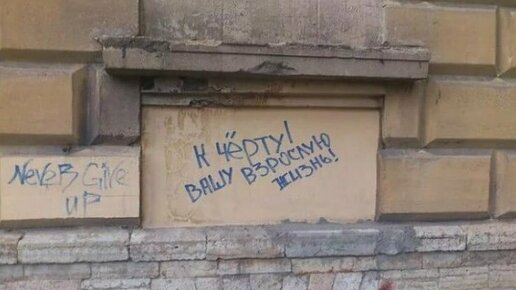 Never Give
up
К чёрту!
Вашу взрослую
жизнь!